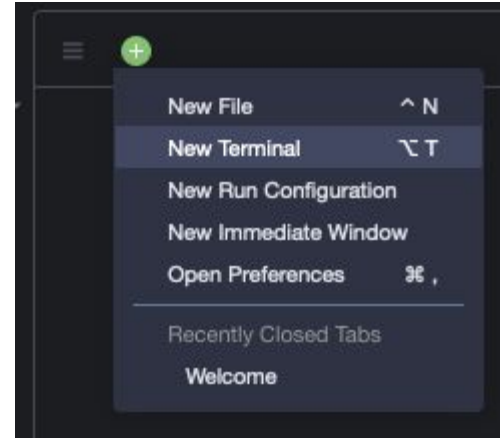 New File ^ N
New Terminal ⌥ T
New Run Configuration
New Immediate Window
Open Preferences ⌘ ,
Recently Closed Tabs
Welcome